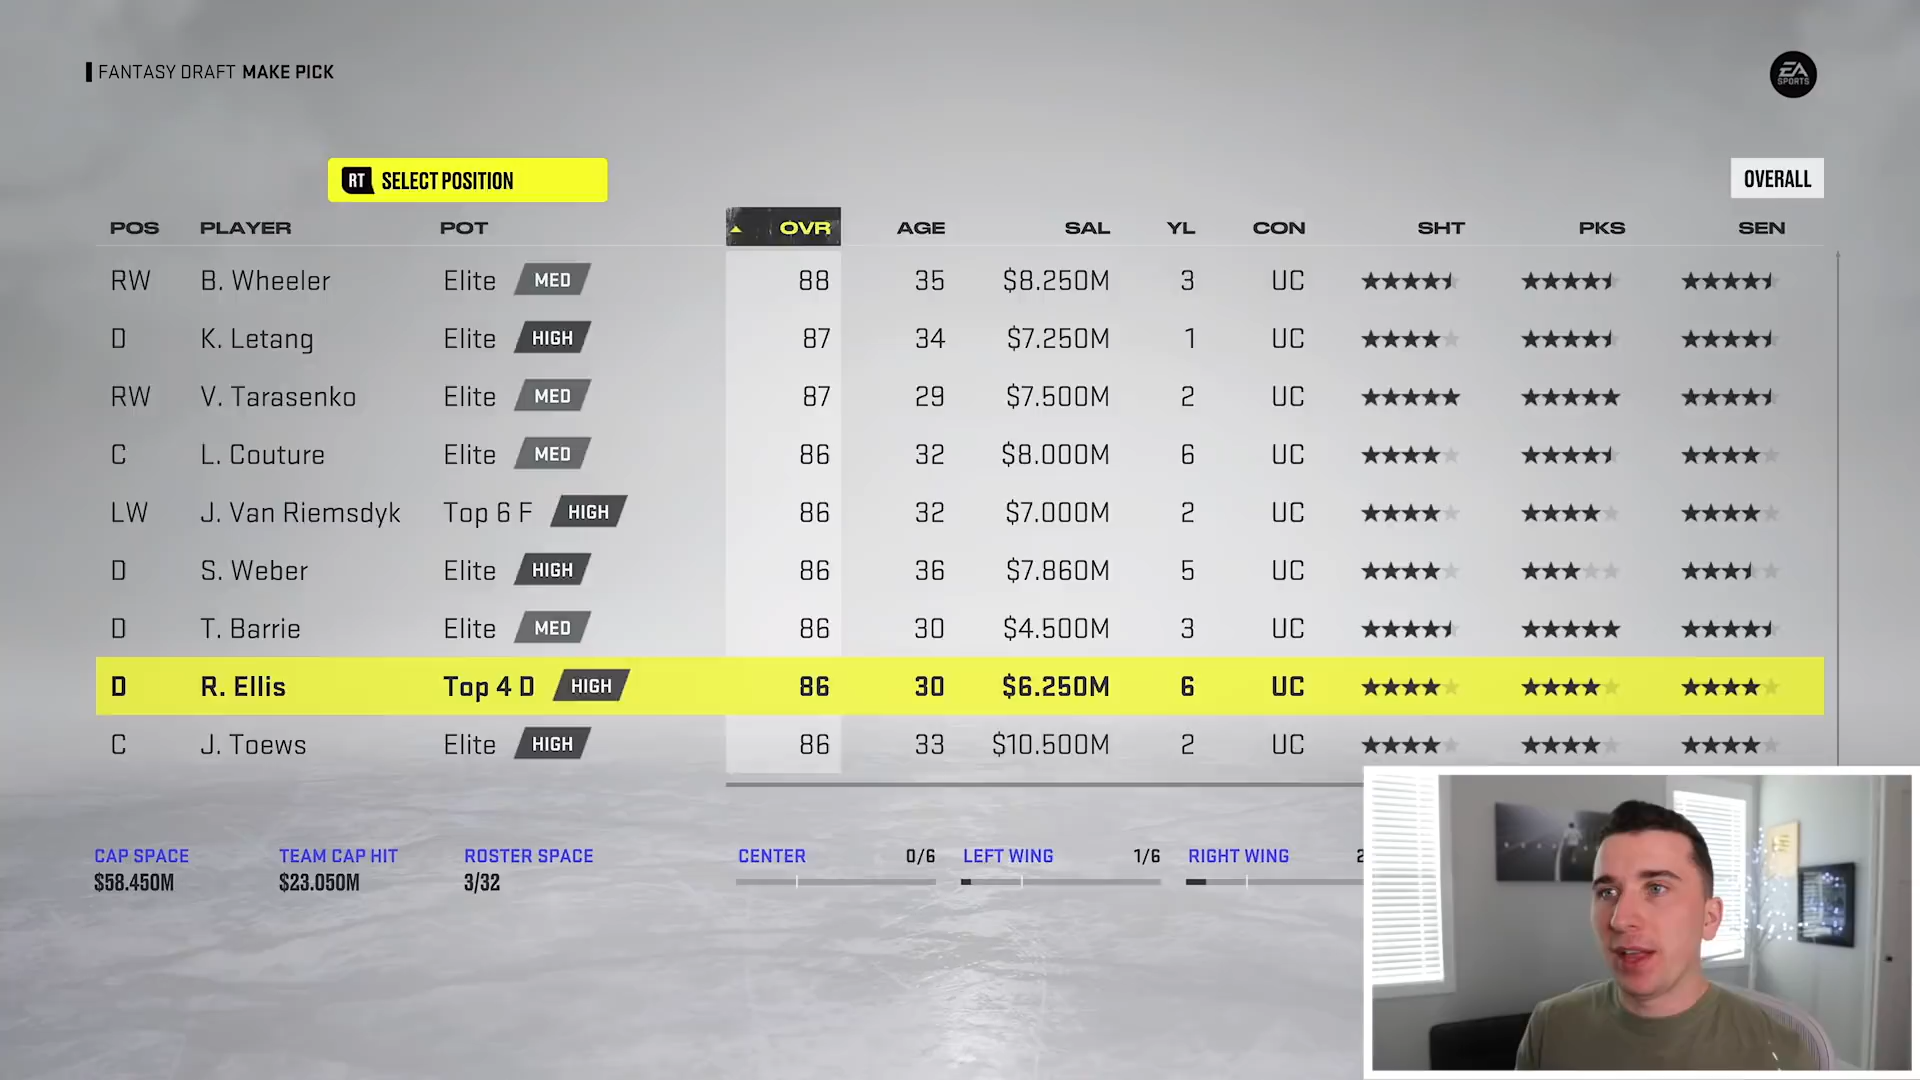 FANTASY DRAFT MAKE PICK
EA SPORTS
RT SELECT POSITION
OVERALL
POS PLAYER POT OVR AGE SAL YL CON SHT PKS SEN
RW B. Wheeler Elite MED 88 35 $8.250M 3 UC
D K. Letang Elite HIGH 87 34 $7.250M 1 UC
RW V. Tarasenko Elite MED 87 29 $7.500M 2 UC
C L. Couture Elite MED 86 32 $8.000M 6 UC
LW J. Van Riemsdyk Top 6 F HIGH 86 32 $7.000M 2 UC
D S. Weber Elite HIGH 86 36 $7.860M 5 UC
D T. Barrie Elite MED 86 30 $4.500M 3 UC
D R. Ellis Top 4 D HIGH 86 30 $6.250M 6 UC
C J. Toews Elite HIGH 86 33 $10.500M 2 UC
CAP SPACE TEAM CAP HIT ROSTER SPACE CENTER 0/6 LEFT WING 1/6 RIGHT WING 2
$58.450M $23.050M 3/32